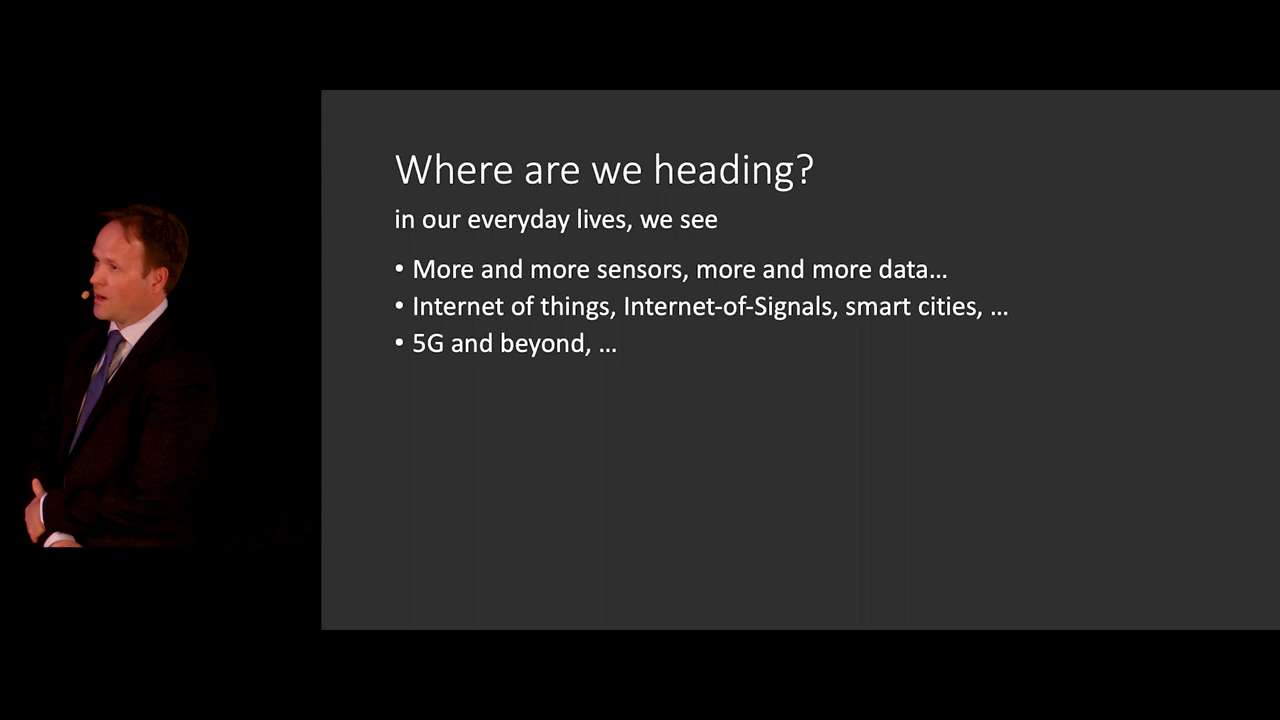 Where are we heading?
in our everyday lives, we see
• More and more sensors, more and more data...
• Internet of things, Internet-of-Signals, smart cities, ...
• 5G and beyond, ...